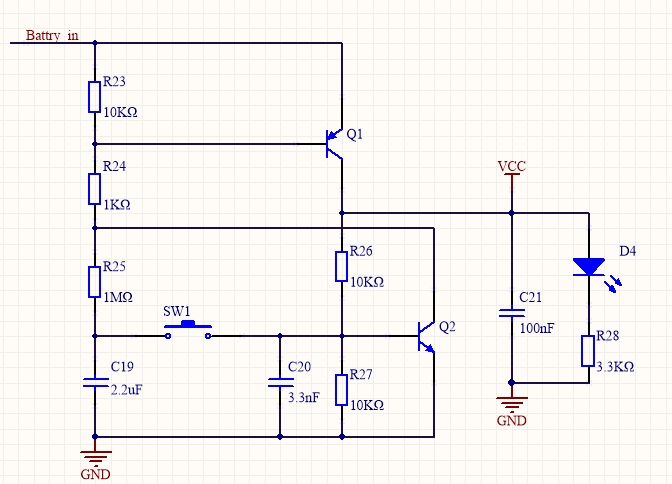 Battry in
R23
10KΩ
Q1
R24
1KΩ
VCC
R25
1MΩ
R26
10KΩ
D4
SW1
C21
100nF
Q2
R28
3.3KΩ
C19
2.2uF
C20
3.3nF
R27
10KΩ
GND
GND